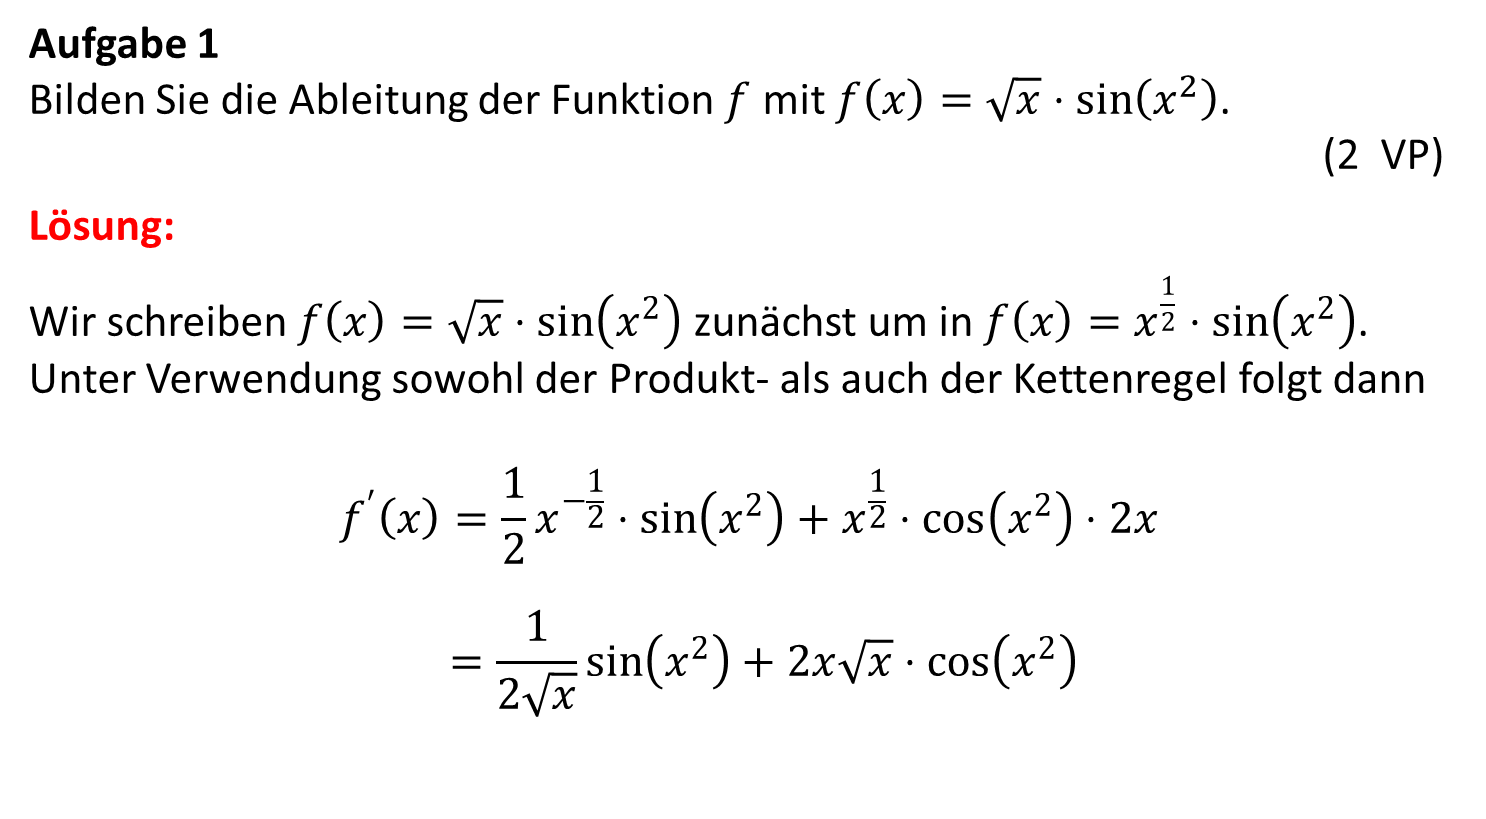 Aufgabe 1
Bilden Sie die Ableitung der Funktion f mit f(x) = √x · sin(x²).
(2 VP)
Lösung:
Wir schreiben f(x) = √x · sin(x²) zunächst um in f(x) = x^(1/2) · sin(x²).
Unter Verwendung sowohl der Produkt- als auch der Kettenregel folgt dann
f′(x) = 1/2 x^(−1/2) · sin(x²) + x^(1/2) · cos(x²) · 2x
= 1/(2√x) sin(x²) + 2x√x · cos(x²)